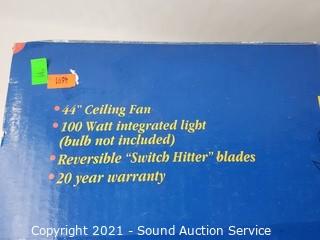 • 44" Ceiling Fan
• 100 Watt integrated light
(bulb not included)
• Reversible "Switch Hitter" blades
• 20 year warranty
Copyright 2021 - Sound Auction Service